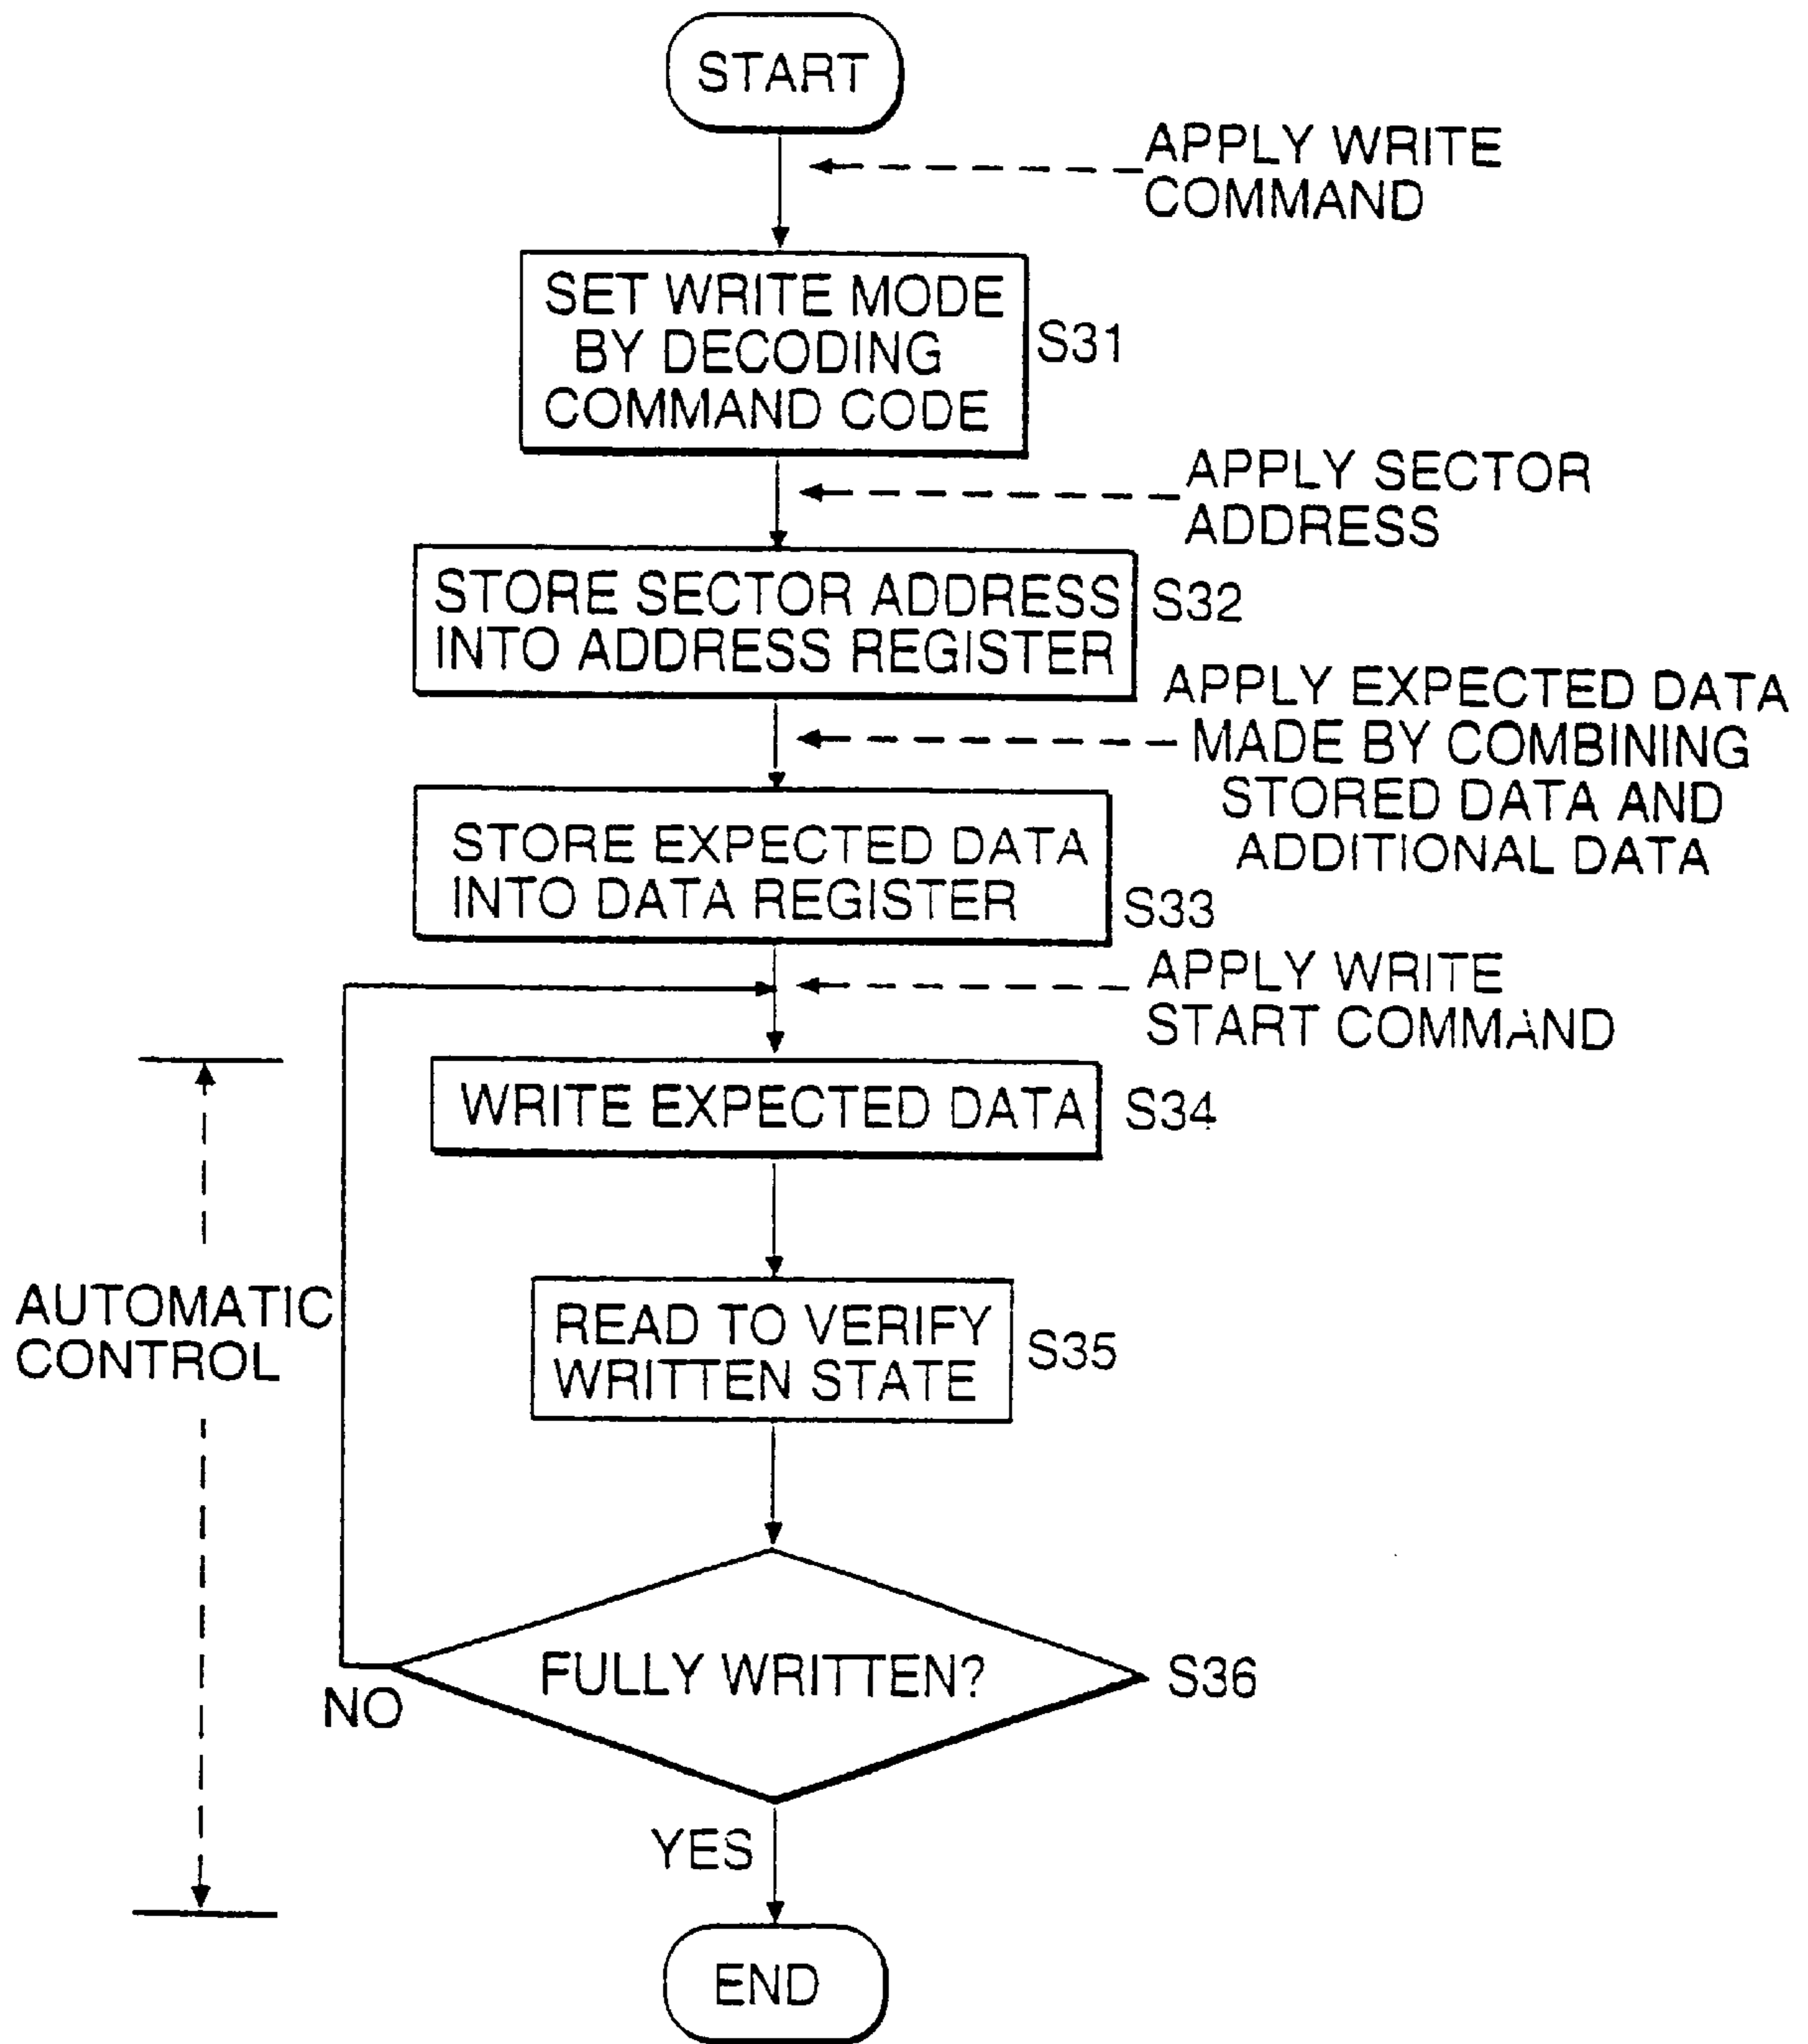 START
APPLY WRITE
COMMAND
SET WRITE MODE
BY DECODING
COMMAND CODE
S31
APPLY SECTOR
ADDRESS
STORE SECTOR ADDRESS
INTO ADDRESS REGISTER
S32
APPLY EXPECTED DATA
MADE BY COMBINING
STORED DATA AND
ADDITIONAL DATA
STORE EXPECTED DATA
INTO DATA REGISTER
S33
APPLY WRITE
START COMMAND
WRITE EXPECTED DATA
S34
AUTOMATIC
CONTROL
READ TO VERIFY
WRITTEN STATE
S35
FULLY WRITTEN?
S36
NO
YES
END